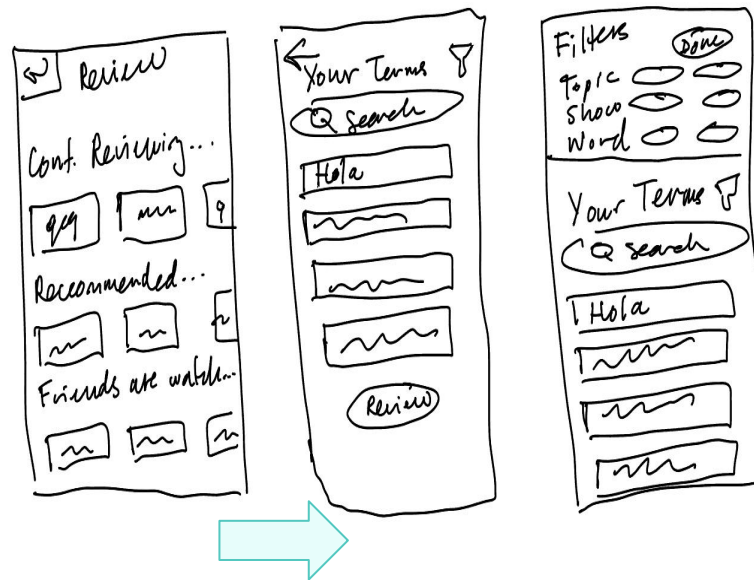 Review
Cont. Reviewing...
Reccommended...
Friends are watch...
Your Terms
Search
Hola
Review
Filters
Done
Topic
Show
Word
Your Terms
Search
Hola